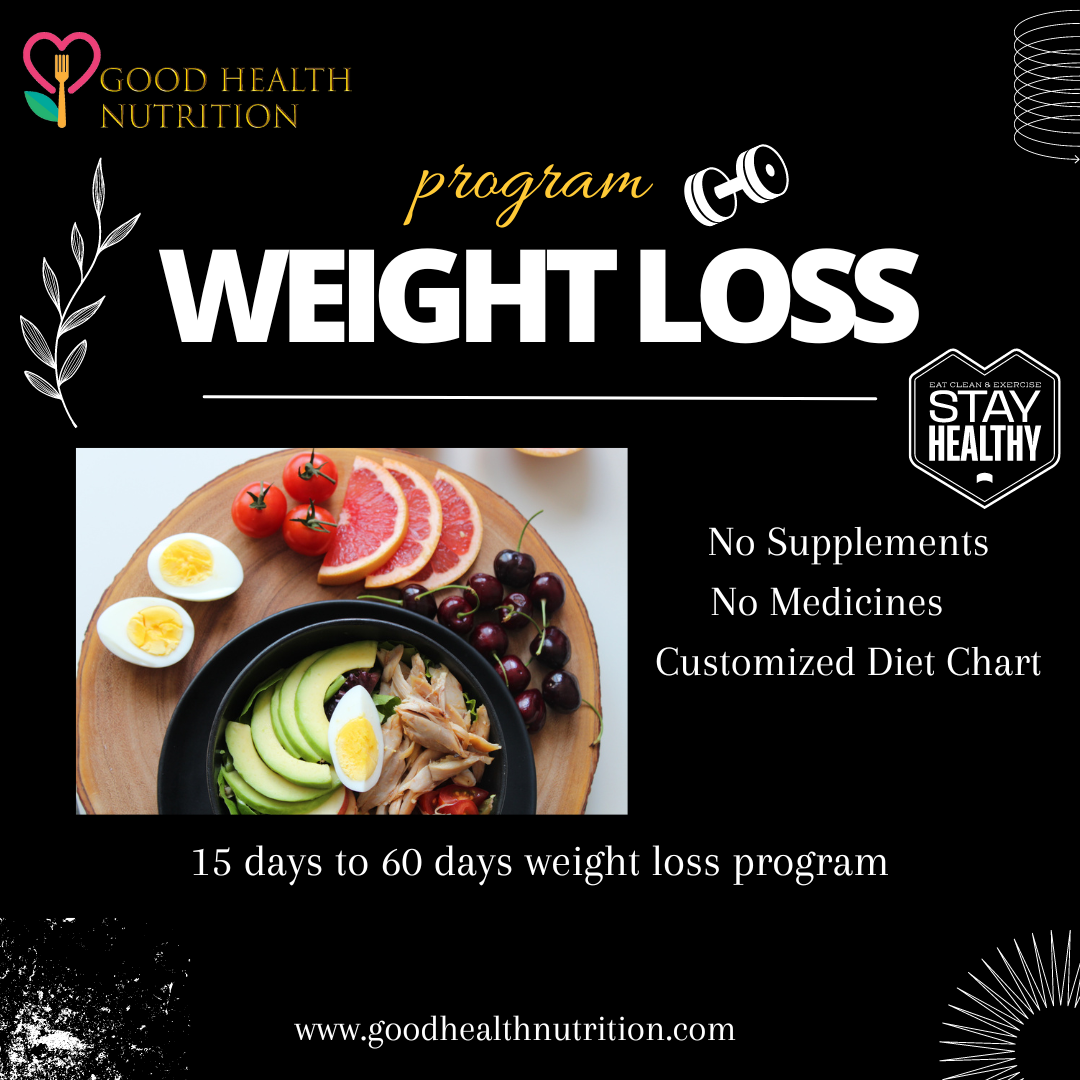 GOOD HEALTH
NUTRITION
program
WEIGHT LOSS
EAT CLEAN & EXERCISE
STAY
HEALTHY
No Supplements
No Medicines
Customized Diet Chart
15 days to 60 days weight loss program
www.goodhealthnutrition.com